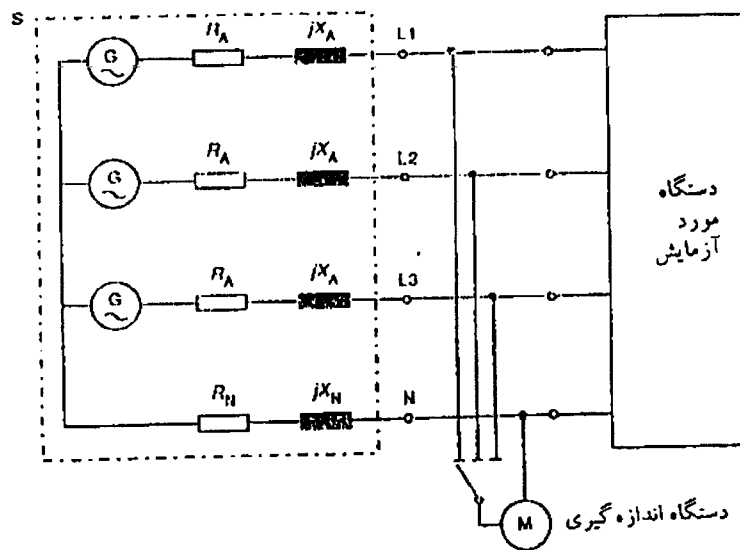 S
G
R_A
jX_A
L1
G
R_A
jX_A
L2
دستگاه
مورد
آزمایش
G
R_A
jX_A
L3
R_N
jX_N
N
M
دستگاه اندازه گیری